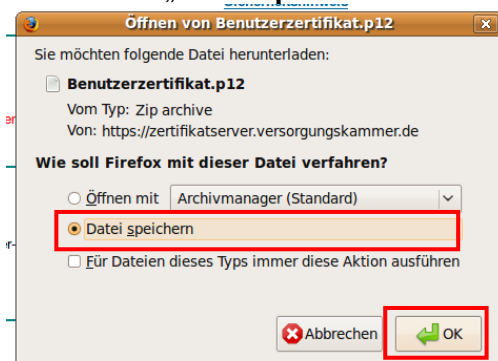 Öffnen von Benutzerzertifikat.p12
Sie möchten folgende Datei herunterladen:
Benutzerzertifikat.p12
Vom Typ: Zip archive
Von: https://zertifikatserver.versorgungskammer.de
Wie soll Firefox mit dieser Datei verfahren?
Öffnen mit Archivmanager (Standard)
Datei speichern
Für Dateien dieses Typs immer diese Aktion ausführen
Abbrechen OK